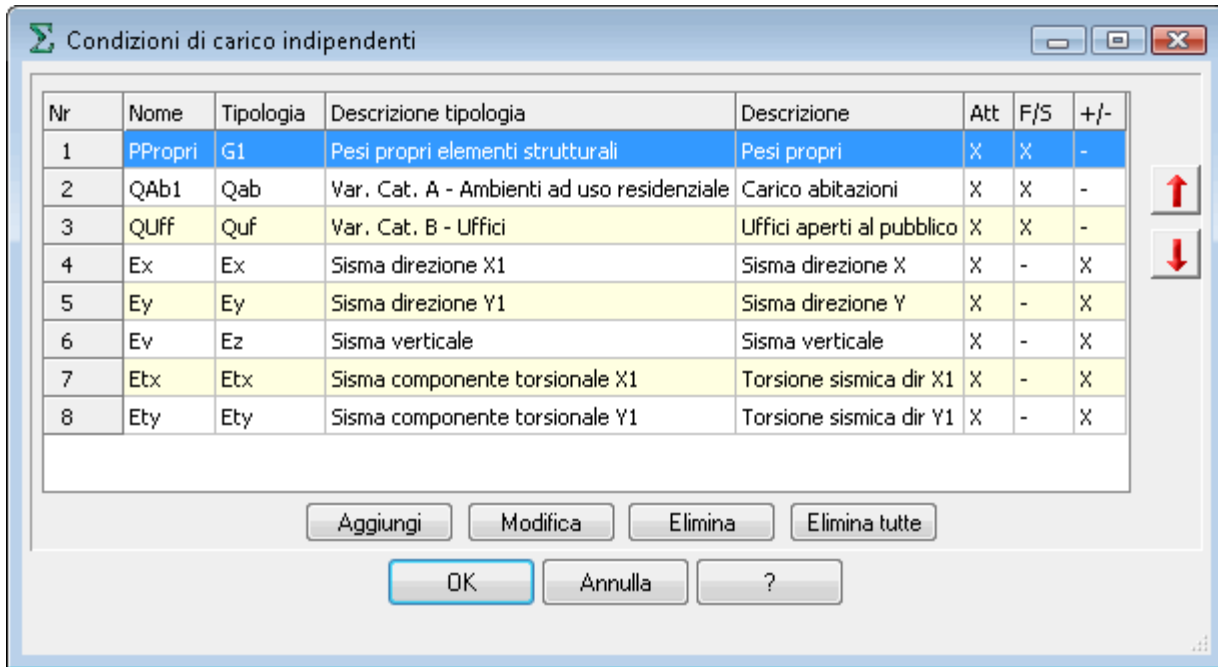 Condizioni di carico indipendenti
Nr Nome Tipologia Descrizione tipologia Descrizione Att F/S +/-
1 PPropri G1 Pesi propri elementi strutturali Pesi propri X X -
2 QAb1 Qab Var. Cat. A - Ambienti ad uso residenziale Carico abitazioni X X -
3 QUff Quf Var. Cat. B - Uffici Uffici aperti al pubblico X X -
4 Ex Ex Sisma direzione X1 Sisma direzione X X - X
5 Ey Ey Sisma direzione Y1 Sisma direzione Y X - X
6 Ev Ez Sisma verticale Sisma verticale X - X
7 Etx Etx Sisma componente torsionale X1 Torsione sismica dir X1 X - X
8 Ety Ety Sisma componente torsionale Y1 Torsione sismica dir Y1 X - X
Aggiungi Modifica Elimina Elimina tutte
OK Annulla ?